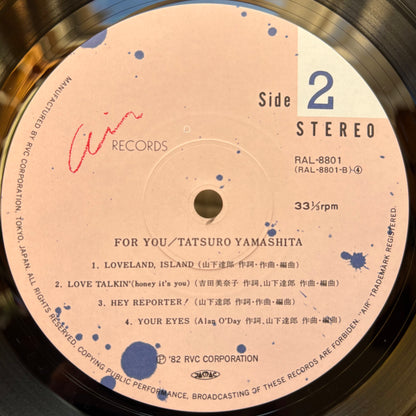 Side 2
STEREO
Air RECORDS
RAL-8801
(RAL-8801-B)④
33⅓rpm
FOR YOU/TATSURO YAMASHITA
1. LOVELAND, ISLAND (山下達郎 作詞・作曲・編曲)
2. LOVE TALKIN'(honey it's you) (吉田美奈子 作詞、山下達郎 作曲・編曲)
3. HEY REPORTER! (山下達郎 作詞・作曲・編曲)
4. YOUR EYES (Alan O'Day 作詞、山下達郎 作曲・編曲)
Ⓟ '82 RVC CORPORATION
JASRAC
MANUFACTURED BY RVC CORPORATION, TOKYO, JAPAN. ALL RIGHTS RESERVED. COPYING PUBLIC PERFORMANCE, BROADCASTING OF THESE RECORDS ARE FORBIDEN. "AIR" TRADEMARK REGISTERED.